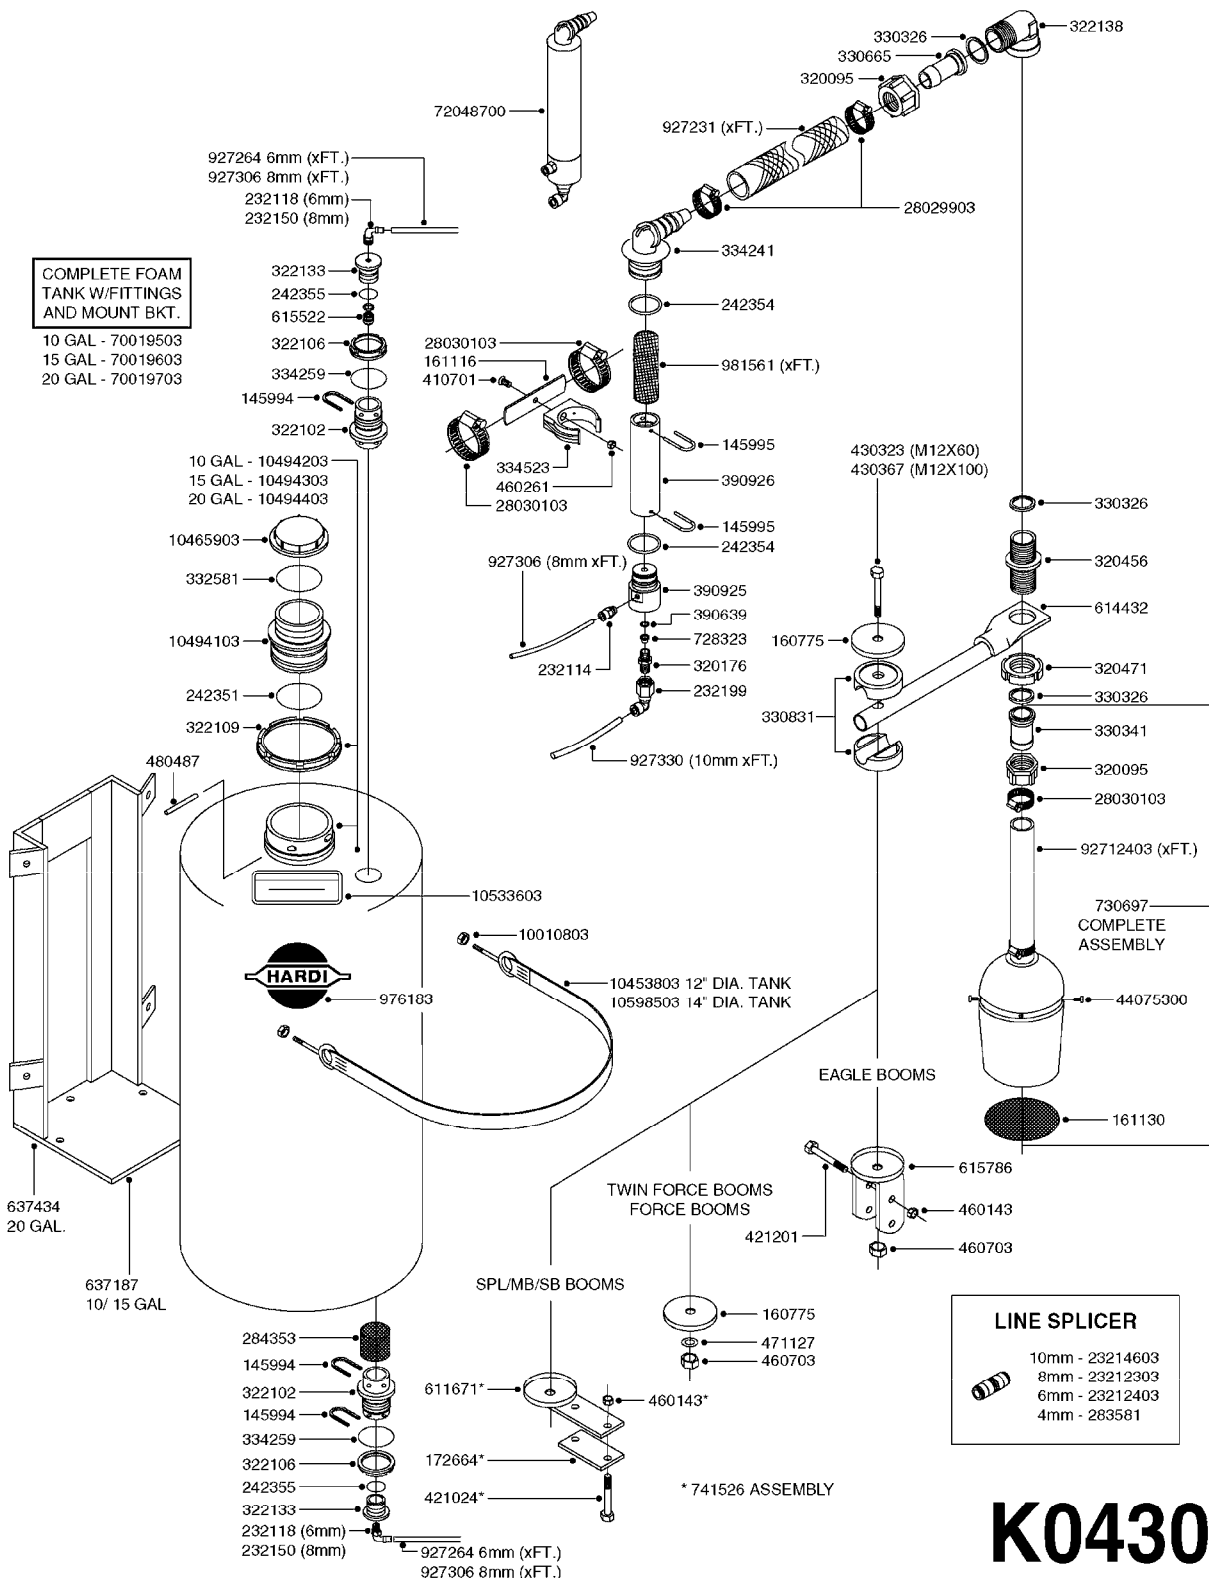 72048700
330326
330665
320095
322138
927231 (xFT.)
28029903
334241
242354
981561 (xFT.)
927264 6mm (xFT.)
927306 8mm (xFT.)
232118 (6mm)
232150 (8mm)
COMPLETE FOAM
TANK W/FITTINGS
AND MOUNT BKT.
10 GAL - 70019503
15 GAL - 70019603
20 GAL - 70019703
322133
242355
615522
322106
334259
145994
322102
28030103
161116
410701
334523
460261
28030103
145995
390926
145995
242354
10 GAL - 10494203
15 GAL - 10494303
20 GAL - 10494403
10465903
332581
10494103
242351
322109
480487
927306 (8mm xFT.)
390925
390639
728323
232114
320176
232199
927330 (10mm xFT.)
430323 (M12X60)
430367 (M12X100)
160775
330831
330326
320456
614432
320471
330326
330341
320095
28030103
92712403 (xFT.)
730697
COMPLETE
ASSEMBLY
44075300
161130
10533603
HARDI
976183
10010803
10453803 12" DIA. TANK
10598503 14" DIA. TANK
637434
20 GAL.
637187
10/ 15 GAL
EAGLE BOOMS
615786
421201
460143
460703
TWIN FORCE BOOMS
FORCE BOOMS
160775
471127
460703
SPL/MB/SB BOOMS
611671*
460143*
172664*
421024*
* 741526 ASSEMBLY
284353
145994
322102
145994
334259
322106
242355
322133
232118 (6mm)
232150 (8mm)
927264 6mm (xFT.)
927306 8mm (xFT.)
LINE SPLICER
10mm - 23214603
8mm - 23212303
6mm - 23212403
4mm - 283581
K0430